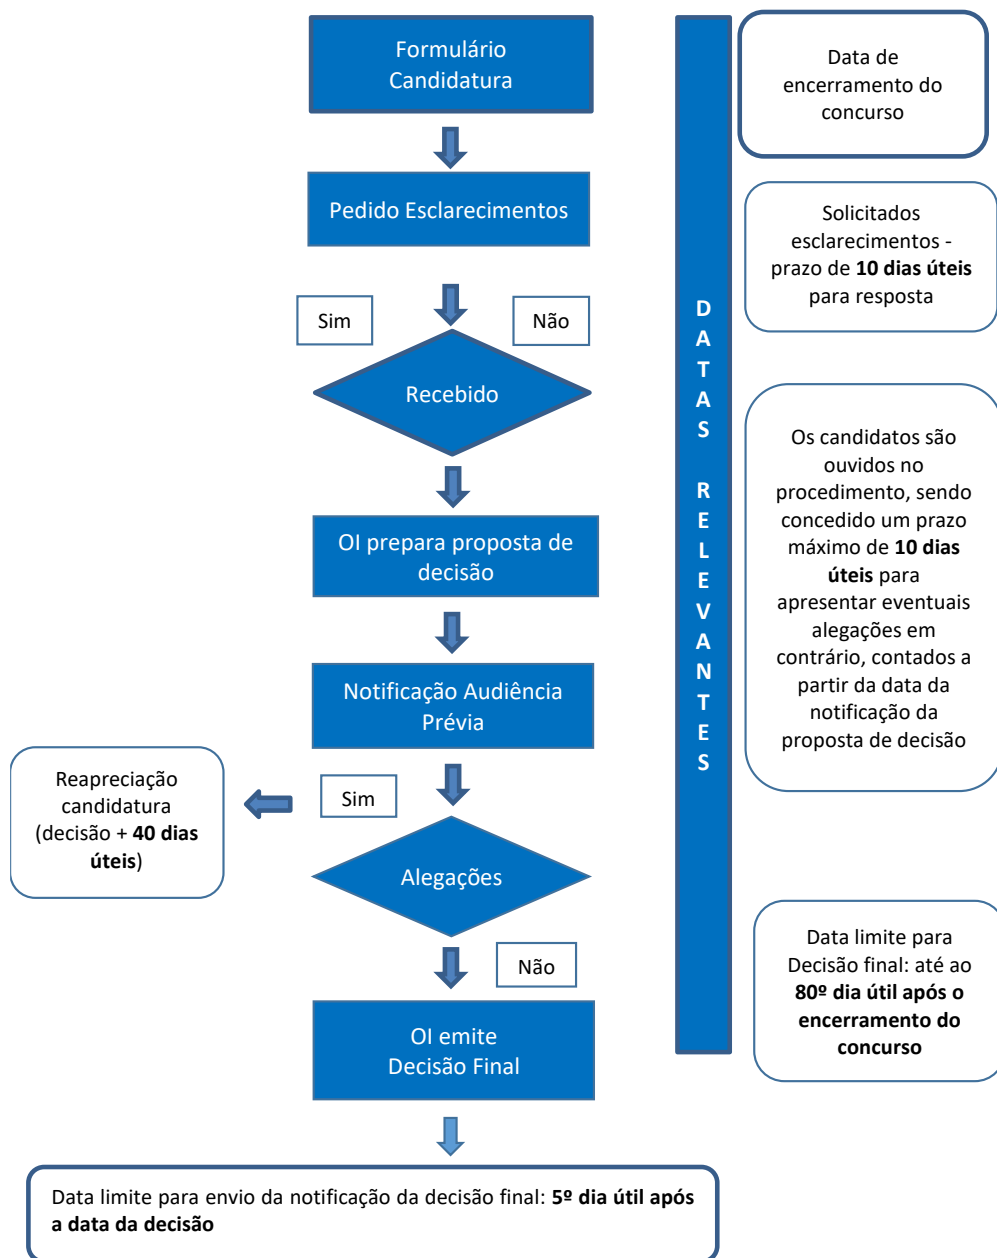 Formulário
Candidatura
Data de
encerramento do
concurso
Pedido Esclarecimentos
Solicitados
esclarecimentos -
prazo de 10 dias úteis
para resposta
Sim
Não
Recebido
DATAS RELEVANTES
Os candidatos são
ouvidos no
procedimento, sendo
concedido um prazo
máximo de 10 dias
úteis para
apresentar eventuais
alegações em
contrário, contados a
partir da data da
notificação da
proposta de decisão
OI prepara proposta de
decisão
Notificação Audiência
Prévia
Sim
Reapreciação
candidatura
(decisão + 40 dias
úteis)
Alegações
Não
Data limite para
Decisão final: até ao
80º dia útil após o
encerramento do
concurso
OI emite
Decisão Final
Data limite para envio da notificação da decisão final: 5º dia útil após
a data da decisão